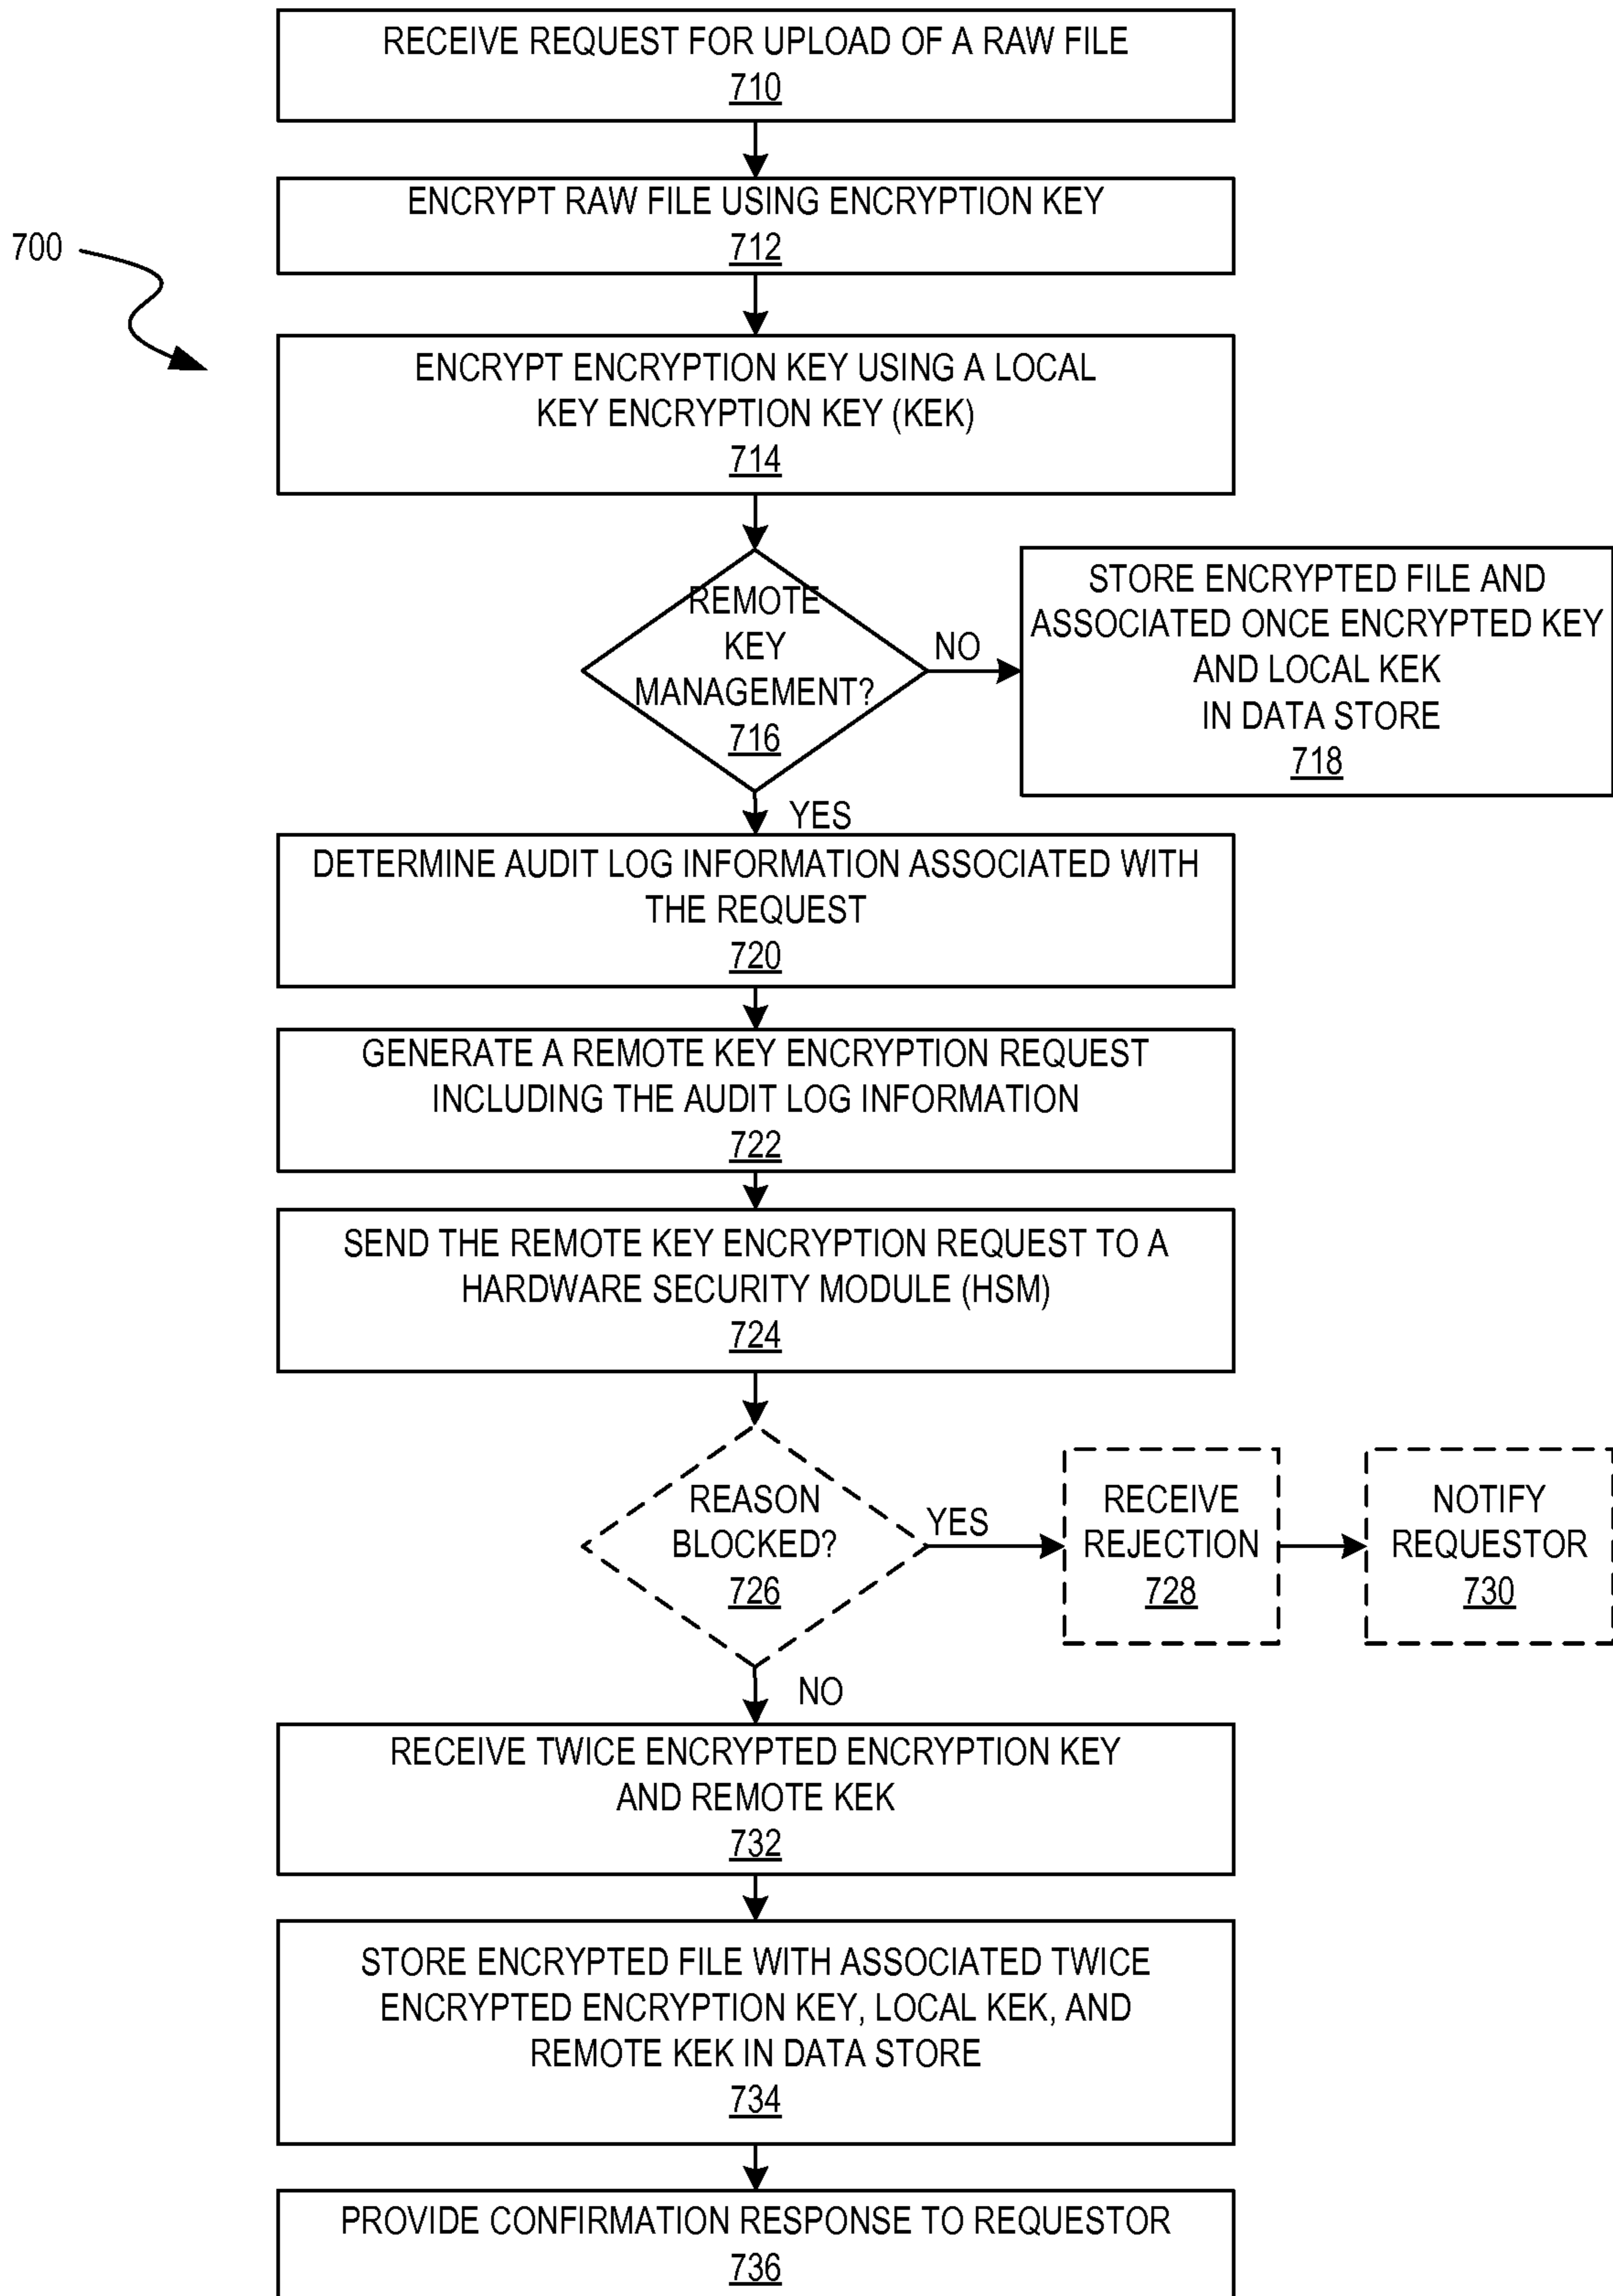 RECEIVE REQUEST FOR UPLOAD OF A RAW FILE
710
ENCRYPT RAW FILE USING ENCRYPTION KEY
712
700
ENCRYPT ENCRYPTION KEY USING A LOCAL
KEY ENCRYPTION KEY (KEK)
714
REMOTE
KEY
MANAGEMENT?
716
NO
STORE ENCRYPTED FILE AND
ASSOCIATED ONCE ENCRYPTED KEY
AND LOCAL KEK
IN DATA STORE
718
YES
DETERMINE AUDIT LOG INFORMATION ASSOCIATED WITH
THE REQUEST
720
GENERATE A REMOTE KEY ENCRYPTION REQUEST
INCLUDING THE AUDIT LOG INFORMATION
722
SEND THE REMOTE KEY ENCRYPTION REQUEST TO A
HARDWARE SECURITY MODULE (HSM)
724
REASON
BLOCKED?
726
YES
RECEIVE
REJECTION
728
NOTIFY
REQUESTOR
730
NO
RECEIVE TWICE ENCRYPTED ENCRYPTION KEY
AND REMOTE KEK
732
STORE ENCRYPTED FILE WITH ASSOCIATED TWICE
ENCRYPTED ENCRYPTION KEY, LOCAL KEK, AND
REMOTE KEK IN DATA STORE
734
PROVIDE CONFIRMATION RESPONSE TO REQUESTOR
736